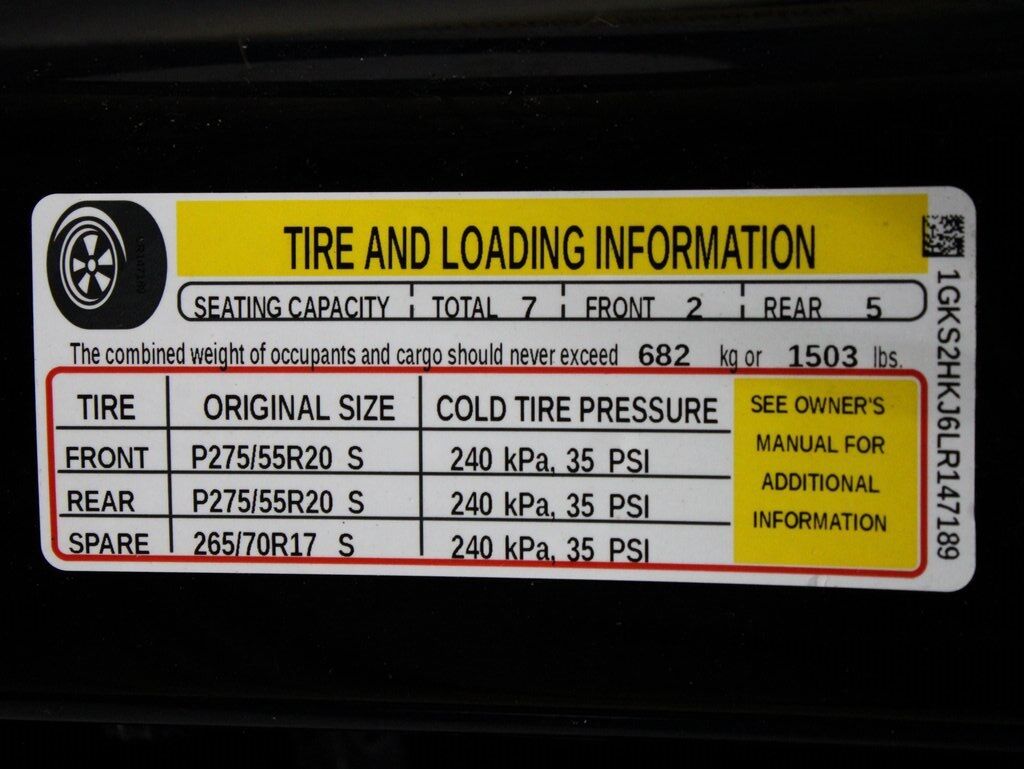 TIRE AND LOADING INFORMATION
SEATING CAPACITY TOTAL 7 FRONT 2 REAR 5
The combined weight of occupants and cargo should never exceed 682 kg or 1503 lbs.
TIRE ORIGINAL SIZE COLD TIRE PRESSURE
FRONT P275/55R20 S 240 kPa, 35 PSI
REAR P275/55R20 S 240 kPa, 35 PSI
SPARE 265/70R17 S 240 kPa, 35 PSI
SEE OWNER'S
MANUAL FOR
ADDITIONAL
INFORMATION
1GKS2HKJ6LR147189